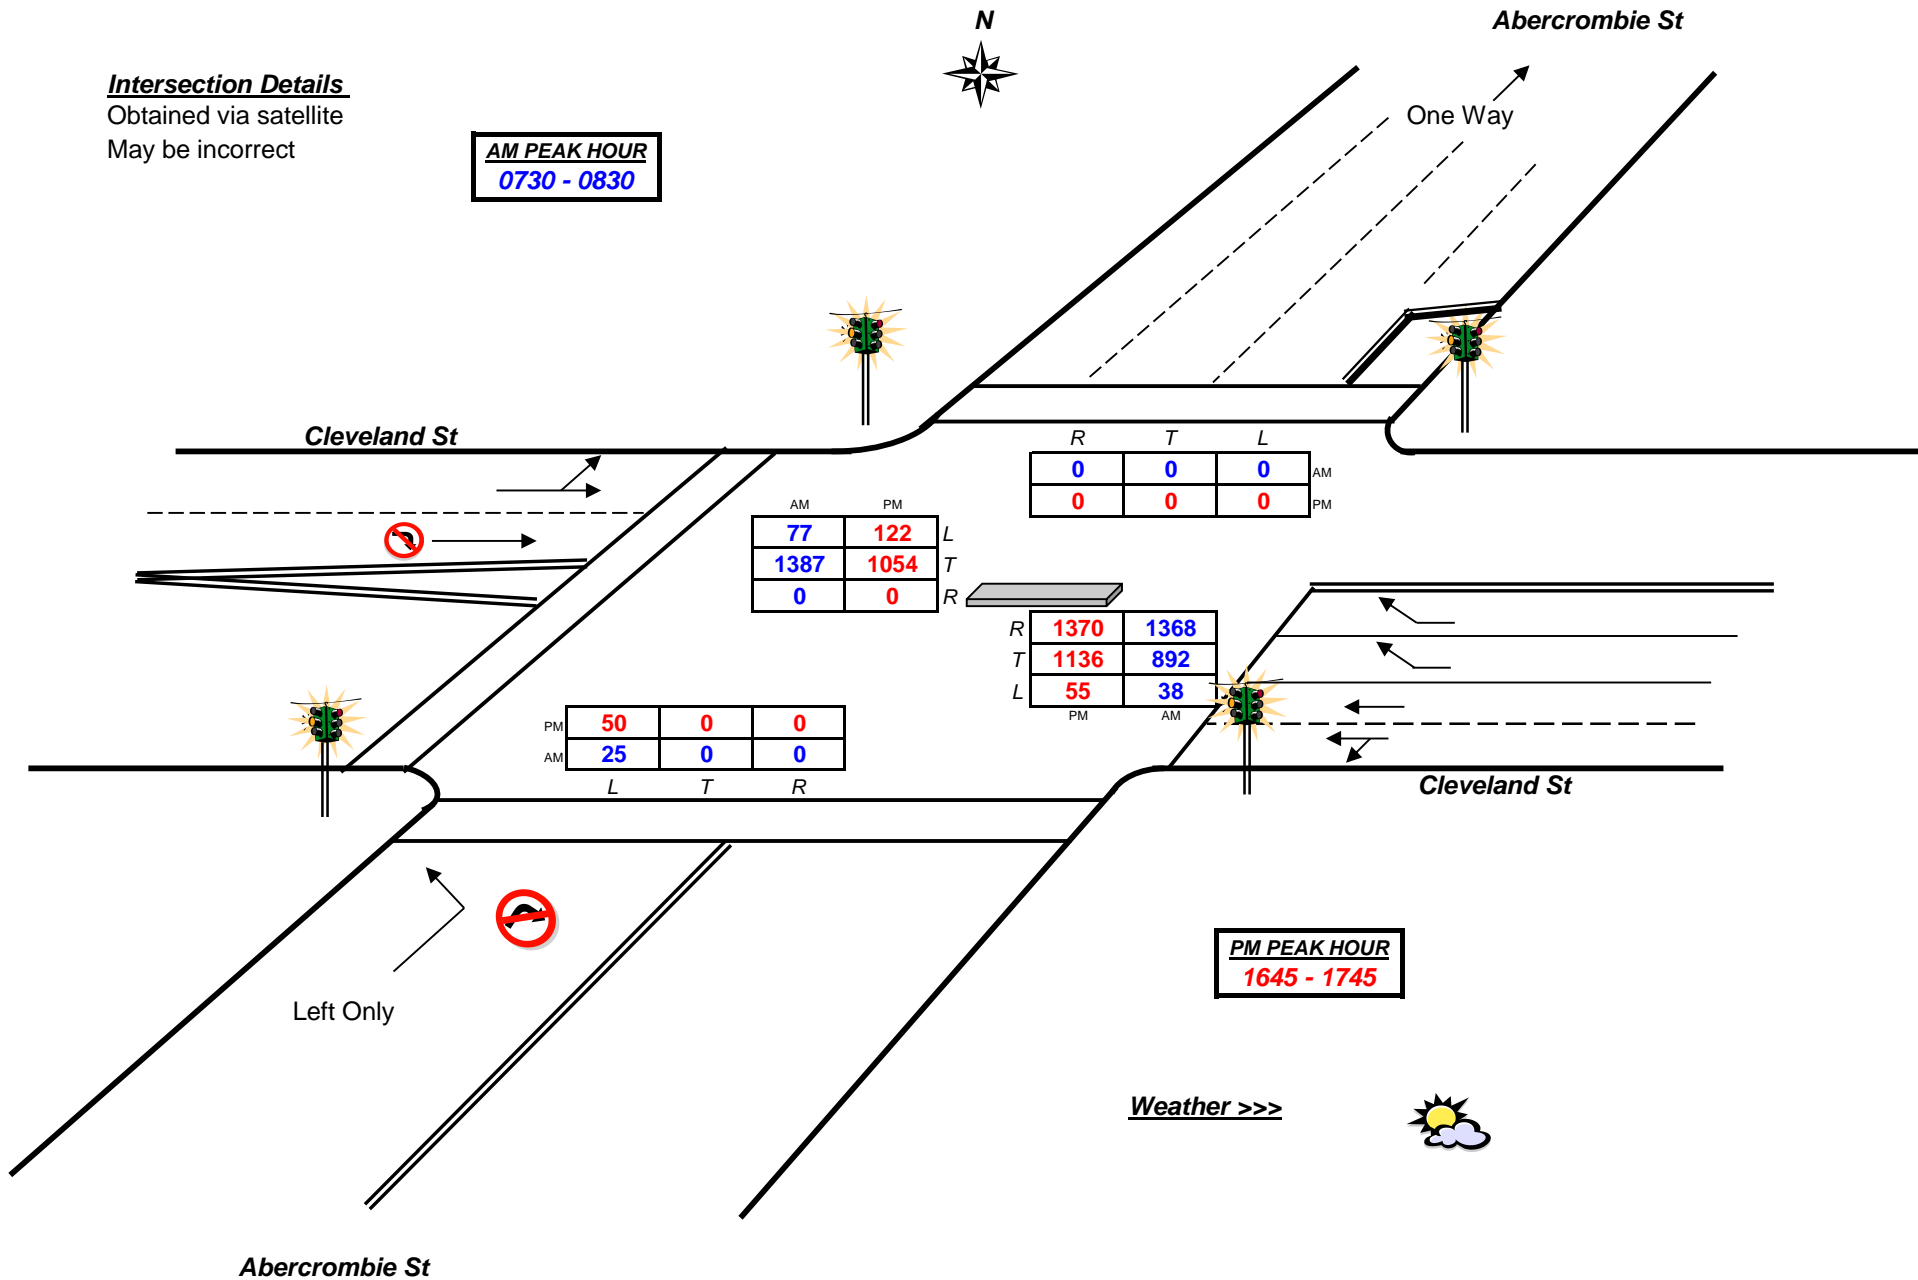 N
Abercrombie St
Intersection Details
Obtained via satellite
May be incorrect
AM PEAK HOUR
0730 - 0830
One Way
Cleveland St
R T L
0 0 0 AM
0 0 0 PM
AM PM
77 122 L
1387 1054 T
0 0 R
R 1370 1368
T 1136 892
L 55 38
PM AM
PM 50 0 0
AM 25 0 0
L T R
Cleveland St
Left Only
PM PEAK HOUR
1645 - 1745
Weather >>>
Abercrombie St